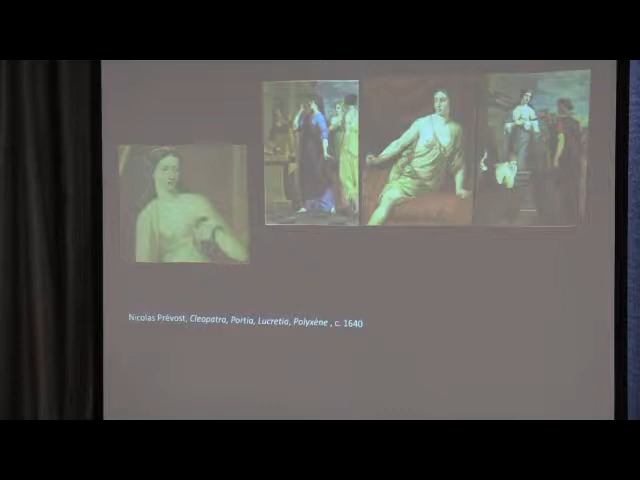 Nicolas Prévost, Cleopatra, Portia, Lucretia, Polyxène , c. 1640